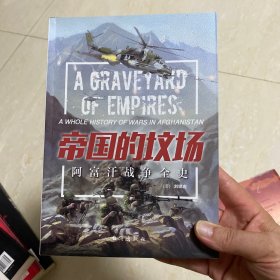 A GRAVEYARD
OF EMPIRES
A WHOLE HISTORY OF WARS IN AFGHANISTAN
帝国的坟场
阿富汗战争全史